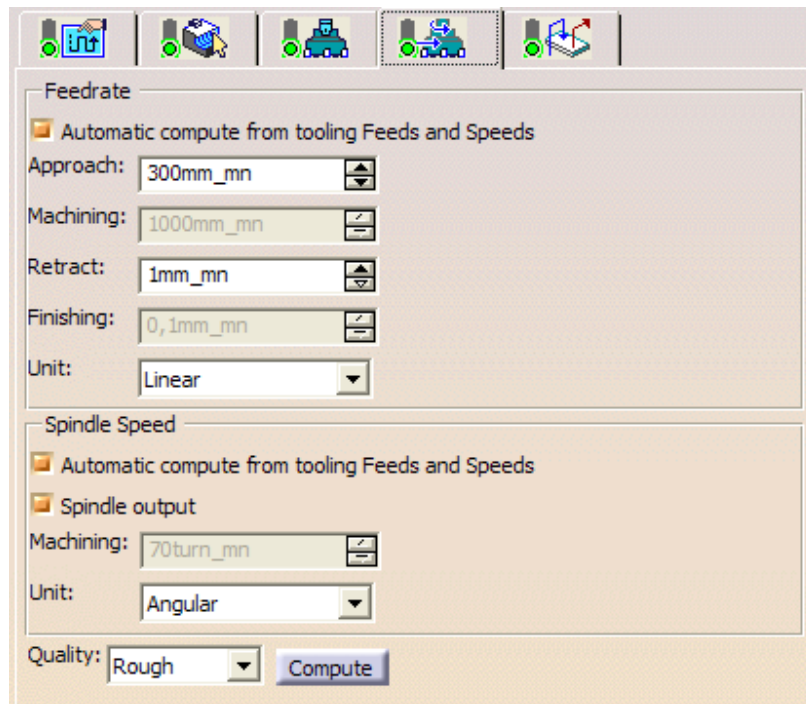 Feedrate
Automatic compute from tooling Feeds and Speeds
Approach: 300mm_mn
Machining: 1000mm_mn
Retract: 1mm_mn
Finishing: 0,1mm_mn
Unit: Linear
Spindle Speed
Automatic compute from tooling Feeds and Speeds
Spindle output
Machining: 70turn_mn
Unit: Angular
Quality: Rough Compute